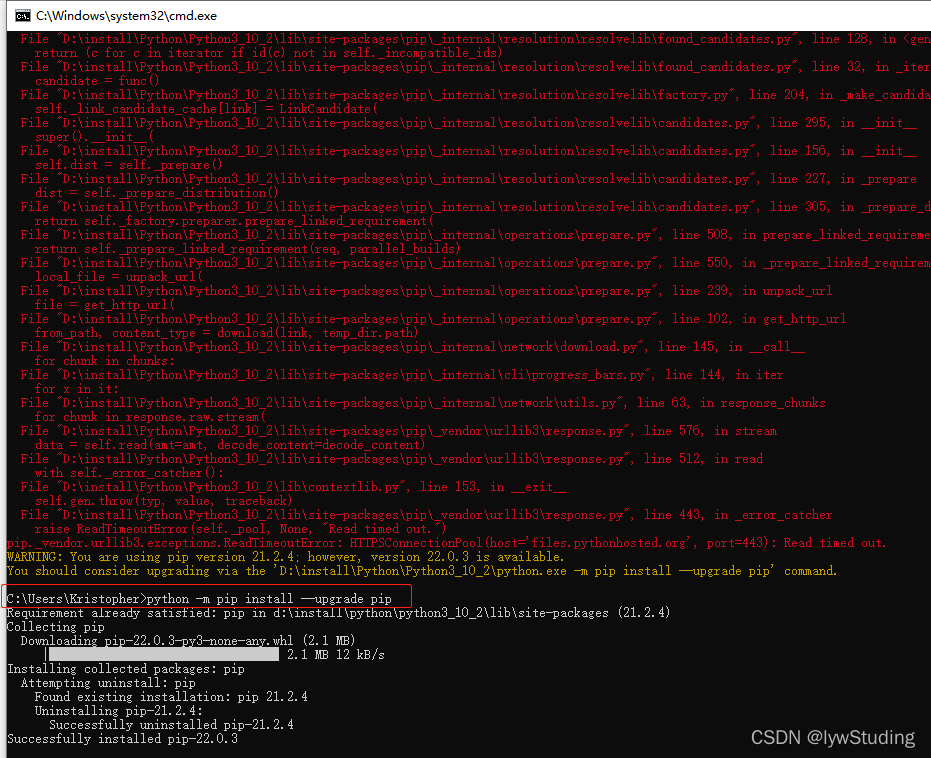 C:\Windows\system32\cmd.exe
File "D:\install\Python\Python3_10_2\lib\site-packages\pip\_internal\resolution\resolvelib\found_candidates.py", line 128, in <gen
return (c for c in iterator if id(c) not in self._incompatible_ids)
File "D:\install\Python\Python3_10_2\lib\site-packages\pip\_internal\resolution\resolvelib\found_candidates.py", line 32, in _iter
candidate = func()
File "D:\install\Python\Python3_10_2\lib\site-packages\pip\_internal\resolution\resolvelib\factory.py", line 204, in _make_candida
self._link_candidate_cache[link] = LinkCandidate(
File "D:\install\Python\Python3_10_2\lib\site-packages\pip\_internal\resolution\resolvelib\candidates.py", line 295, in __init__
super().__init__(
File "D:\install\Python\Python3_10_2\lib\site-packages\pip\_internal\resolution\resolvelib\candidates.py", line 156, in __init__
self.dist = self._prepare()
File "D:\install\Python\Python3_10_2\lib\site-packages\pip\_internal\resolution\resolvelib\candidates.py", line 227, in _prepare
dist = self._prepare_distribution()
File "D:\install\Python\Python3_10_2\lib\site-packages\pip\_internal\resolution\resolvelib\candidates.py", line 305, in _prepare_d
return self._factory.preparer.prepare_linked_requirement(
File "D:\install\Python\Python3_10_2\lib\site-packages\pip\_internal\operations\prepare.py", line 508, in prepare_linked_requireme
return self._prepare_linked_requirement(req, parallel_builds)
File "D:\install\Python\Python3_10_2\lib\site-packages\pip\_internal\operations\prepare.py", line 550, in _prepare_linked_requirem
local_file = unpack_url(
File "D:\install\Python\Python3_10_2\lib\site-packages\pip\_internal\operations\prepare.py", line 239, in unpack_url
file = get_http_url(
File "D:\install\Python\Python3_10_2\lib\site-packages\pip\_internal\operations\prepare.py", line 102, in get_http_url
from_path, content_type = download(link, temp_dir.path)
File "D:\install\Python\Python3_10_2\lib\site-packages\pip\_internal\network\download.py", line 145, in __call__
for chunk in chunks:
File "D:\install\Python\Python3_10_2\lib\site-packages\pip\_internal\cli\progress_bars.py", line 144, in iter
for x in it:
File "D:\install\Python\Python3_10_2\lib\site-packages\pip\_internal\network\utils.py", line 63, in response_chunks
for chunk in response.raw.stream(
File "D:\install\Python\Python3_10_2\lib\site-packages\pip\_vendor\urllib3\response.py", line 576, in stream
data = self.read(amt=amt, decode_content=decode_content)
File "D:\install\Python\Python3_10_2\lib\site-packages\pip\_vendor\urllib3\response.py", line 512, in read
with self._error_catcher():
File "D:\install\Python\Python3_10_2\lib\contextlib.py", line 153, in __exit__
self.gen.throw(typ, value, traceback)
File "D:\install\Python\Python3_10_2\lib\site-packages\pip\_vendor\urllib3\response.py", line 443, in _error_catcher
raise ReadTimeoutError(self._pool, None, "Read timed out.")
pip._vendor.urllib3.exceptions.ReadTimeoutError: HTTPSConnectionPool(host='files.pythonhosted.org', port=443): Read timed out.
WARNING: You are using pip version 21.2.4; however, version 22.0.3 is available.
You should consider upgrading via the 'D:\install\Python\Python3_10_2\python.exe -m pip install --upgrade pip' command.
C:\Users\Kristopher>python -m pip install --upgrade pip
Requirement already satisfied: pip in d:\install\python\python3_10_2\lib\site-packages (21.2.4)
Collecting pip
Downloading pip-22.0.3-py3-none-any.whl (2.1 MB)
| 2.1 MB 12 kB/s
Installing collected packages: pip
Attempting uninstall: pip
Found existing installation: pip 21.2.4
Uninstalling pip-21.2.4:
Successfully uninstalled pip-21.2.4
Successfully installed pip-22.0.3
CSDN @lywStuding